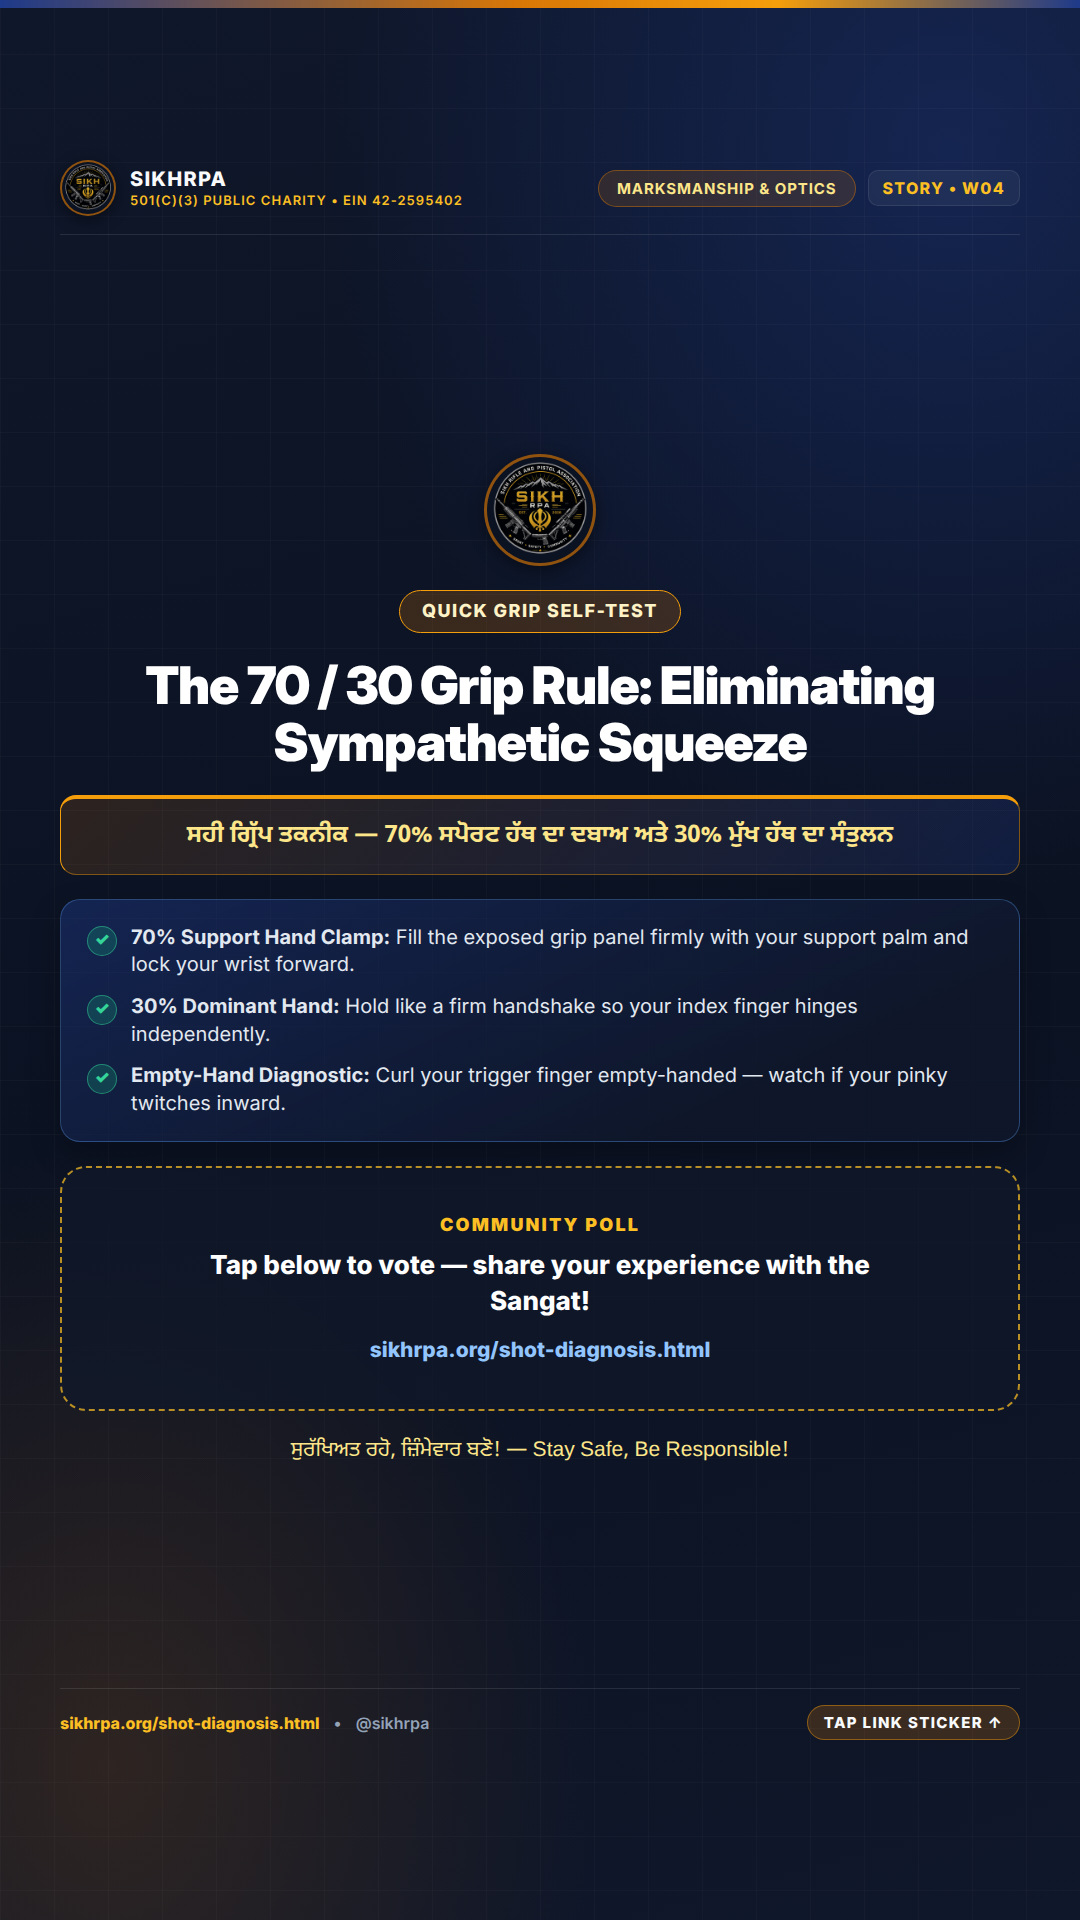 SIKHRPA
501(C)(3) PUBLIC CHARITY • EIN 42-2595402
MARKSMANSHIP & OPTICS
STORY • W04
SIKH RIFLE AND PISTOL ASSOCIATION
SIKH
RPA
QUICK GRIP SELF-TEST
The 70 / 30 Grip Rule: Eliminating
Sympathetic Squeeze
ਸਹੀ ਗ੍ਰਿੱਪ ਤਕਨੀਕ — 70% ਸਪੋਰਟ ਹੱਥ ਦਾ ਦਬਾਅ ਅਤੇ 30% ਮੁੱਖ ਹੱਥ ਦਾ ਸੰਤੁਲਨ
70% Support Hand Clamp: Fill the exposed grip panel firmly with your support palm and
lock your wrist forward.
30% Dominant Hand: Hold like a firm handshake so your index finger hinges
independently.
Empty-Hand Diagnostic: Curl your trigger finger empty-handed — watch if your pinky
twitches inward.
COMMUNITY POLL
Tap below to vote — share your experience with the
Sangat!
sikhrpa.org/shot-diagnosis.html
ਸੁਰੱਖਿਅਤ ਰਹੋ, ਜ਼ਿੰਮੇਵਾਰ ਬਣੋ! — Stay Safe, Be Responsible!
sikhrpa.org/shot-diagnosis.html • @sikhrpa
TAP LINK STICKER ↑